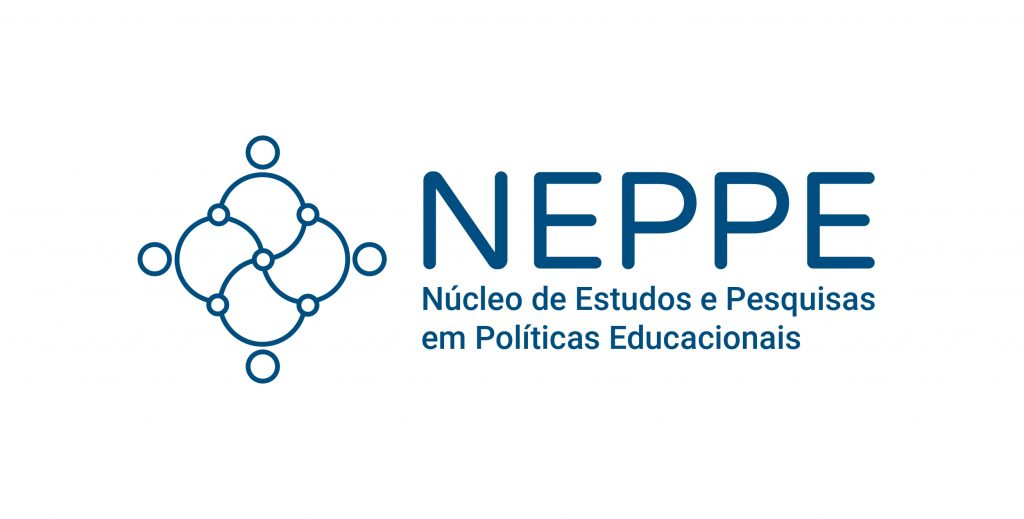 NEPPE
Núcleo de Estudos e Pesquisas
em Políticas Educacionais